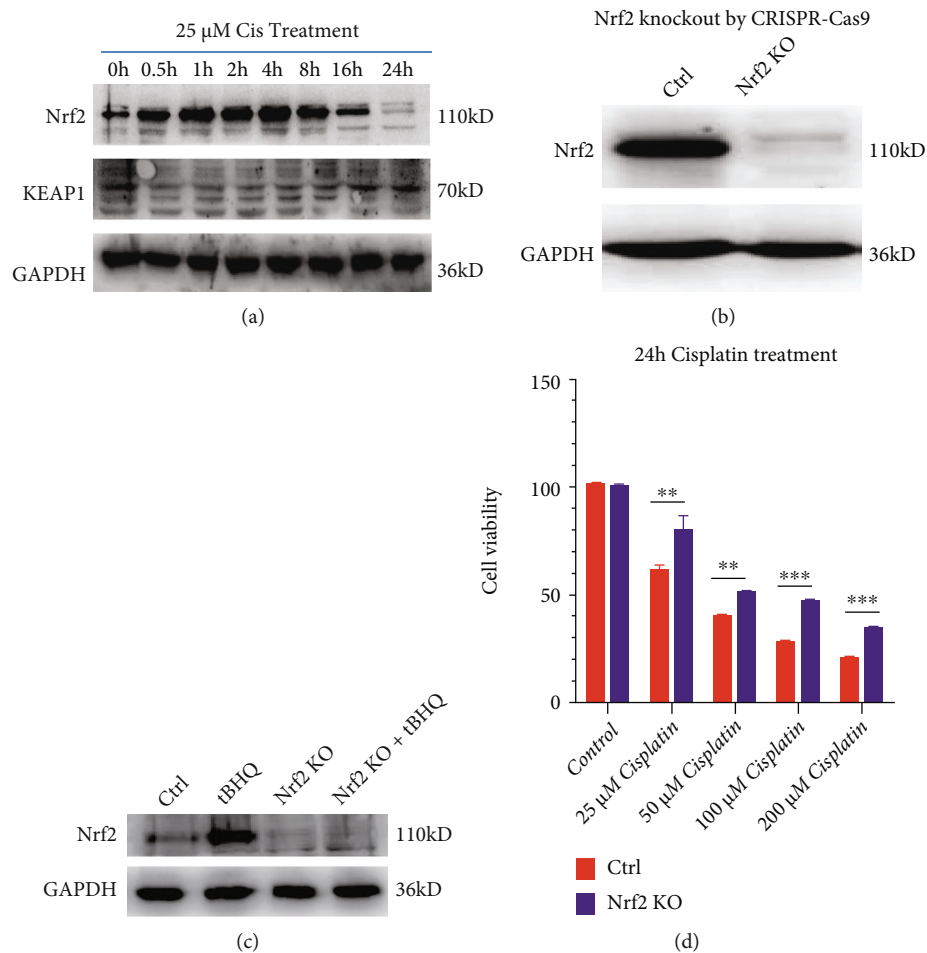 25 μM Cis Treatment
0h 0.5h 1h 2h 4h 8h 16h 24h
Nrf2 110kD
KEAP1 70kD
GAPDH 36kD
(a)
Nrf2 knockout by CRISPR-Cas9
Ctrl Nrf2 KO
Nrf2 110kD
GAPDH 36kD
(b)
Ctrl tBHQ Nrf2 KO Nrf2 KO + tBHQ
Nrf2 110kD
GAPDH 36kD
(c)
24h Cisplatin treatment
Cell viability
150
100
50
0
** ** *** ***
Control 25 μM Cisplatin 50 μM Cisplatin 100 μM Cisplatin 200 μM Cisplatin
Ctrl
Nrf2 KO
(d)